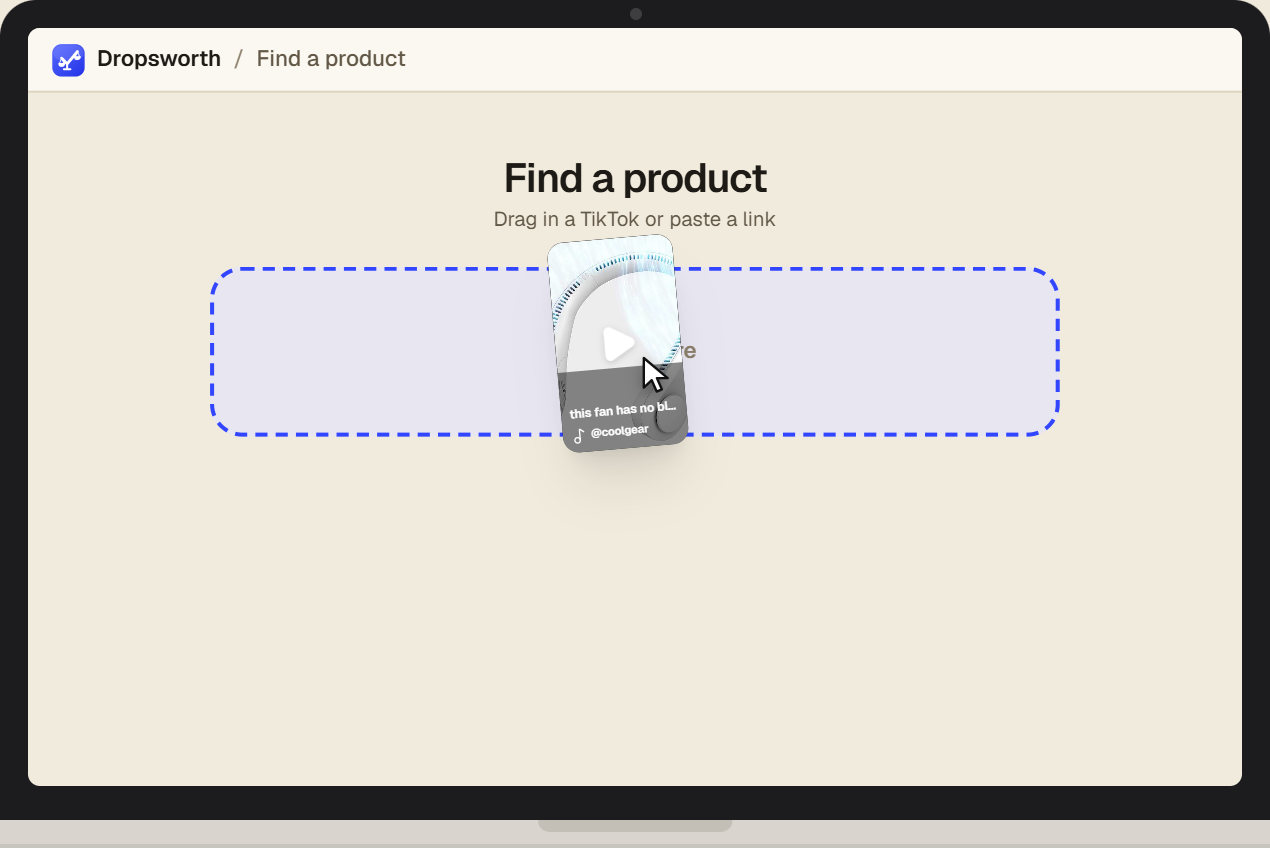 Dropsworth / Find a product
Find a product
Drag in a TikTok or paste a link
this fan has no bl...
@coolgear